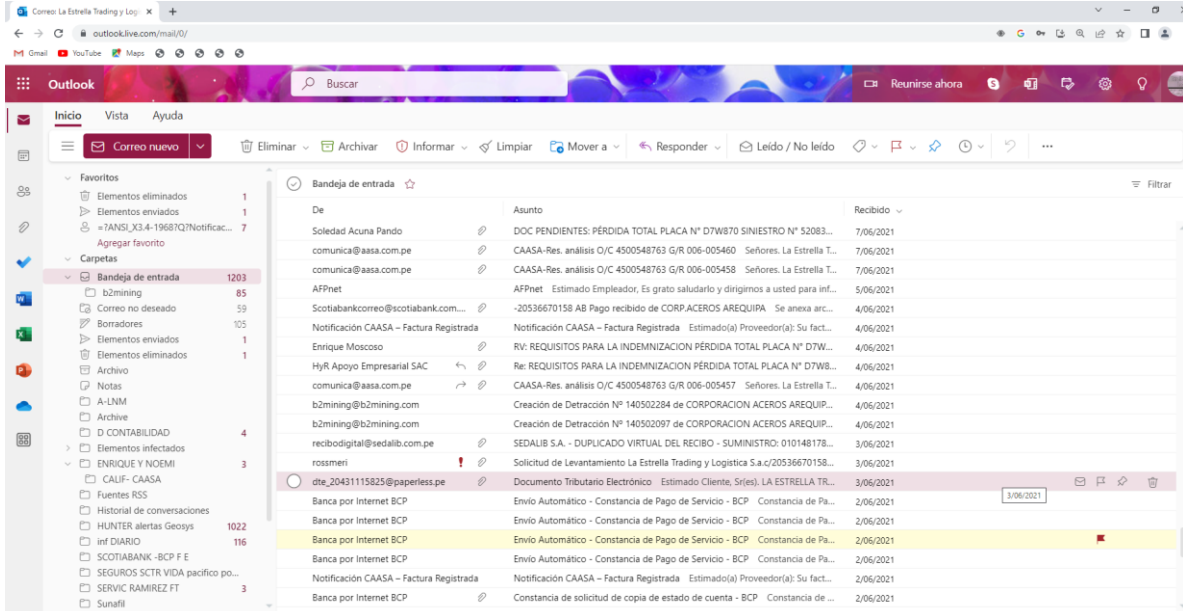 Correo: La Estrella Trading y Log
outlook.live.com/mail/0/
Gmail YouTube Maps
Outlook Buscar Reunirse ahora
Inicio Vista Ayuda
Correo nuevo Eliminar Archivar Informar Limpiar Mover a Responder Leído / No leído
Favoritos
Elementos eliminados 1
Elementos enviados 1
=?ANSI_X3.4-1968?Q?Notificac... 7
Agregar favorito
Carpetas
Bandeja de entrada 1203
b2mining 85
Correo no deseado 59
Borradores 105
Elementos enviados 1
Elementos eliminados 1
Archivo
Notas
A-LNM
Archive
D CONTABILIDAD 4
Elementos infectados
ENRIQUE Y NOEMI 3
CALIF- CAASA
Fuentes RSS
Historial de conversaciones
HUNTER alertas Geosys 1022
inf DIARIO 116
SCOTIABANK -BCP F E
SEGUROS SCTR VIDA pacifico po...
SERVIC RAMIREZ FT 3
Sunafil
Bandeja de entrada Filtrar
De Asunto Recibido
Soledad Acuna Pando DOC PENDIENTES: PÉRDIDA TOTAL PLACA N° D7W870 SINIESTRO N° 52083... 7/06/2021
comunica@aasa.com.pe CAASA-Res. análisis O/C 4500548763 G/R 006-005460 Señores. La Estrella T... 7/06/2021
comunica@aasa.com.pe CAASA-Res. análisis O/C 4500548763 G/R 006-005458 Señores. La Estrella T... 7/06/2021
AFPnet AFPnet Estimado Empleador, Es grato saludarlo y dirigirnos a usted para inf... 5/06/2021
Scotiabankcorreo@scotiabank.com.... -20536670158 AB Pago recibido de CORP.ACEROS AREQUIPA Se anexa arc... 4/06/2021
Notificación CAASA – Factura Registrada Notificación CAASA – Factura Registrada Estimado(a) Proveedor(a): Su fact... 4/06/2021
Enrique Moscoso RV: REQUISITOS PARA LA INDEMNIZACION PÉRDIDA TOTAL PLACA N° D7W... 4/06/2021
HyR Apoyo Empresarial SAC Re: REQUISITOS PARA LA INDEMNIZACION PÉRDIDA TOTAL PLACA N° D7W8... 4/06/2021
comunica@aasa.com.pe CAASA-Res. análisis O/C 4500548763 G/R 006-005457 Señores. La Estrella T... 4/06/2021
b2mining@b2mining.com Creación de Detracción Nº 140502284 de CORPORACION ACEROS AREQUIP... 4/06/2021
b2mining@b2mining.com Creación de Detracción Nº 140502097 de CORPORACION ACEROS AREQUIP... 4/06/2021
recibodigital@sedalib.com.pe SEDALIB S.A. - DUPLICADO VIRTUAL DEL RECIBO - SUMINISTRO: 010148178... 3/06/2021
rossmeri Solicitud de Levantamiento La Estrella Trading y Logistica S.a.c/20536670158... 3/06/2021
dte_20431115825@paperless.pe Documento Tributario Electrónico Estimado Cliente, Sr(es). LA ESTRELLA TR... 3/06/2021
3/06/2021
Banca por Internet BCP Envío Automático - Constancia de Pago de Servicio - BCP Constancia de Pa... 2/06/2021
Banca por Internet BCP Envío Automático - Constancia de Pago de Servicio - BCP Constancia de Pa... 2/06/2021
Banca por Internet BCP Envío Automático - Constancia de Pago de Servicio - BCP Constancia de Pa... 2/06/2021
Banca por Internet BCP Envío Automático - Constancia de Pago de Servicio - BCP Constancia de Pa... 2/06/2021
Notificación CAASA – Factura Registrada Notificación CAASA – Factura Registrada Estimado(a) Proveedor(a): Su fact... 2/06/2021
Banca por Internet BCP Constancia de solicitud de copia de estado de cuenta - BCP Constancia de ... 2/06/2021